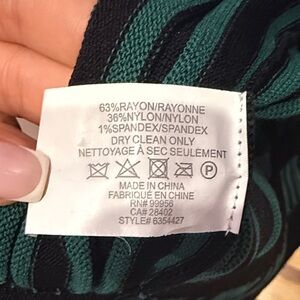 63%RAYON/RAYONNE
36%NYLON/NYLON
1%SPANDEX/SPANDEX
DRY CLEAN ONLY
NETTOYAGE À SEC SEULEMENT
P
MADE IN CHINA
FABRIQUÉ EN CHINE
RN# 99956
CA# 28402
STYLE# 6354427